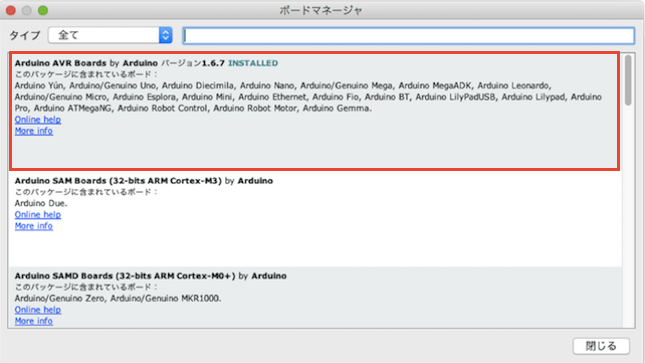 ボードマネージャ
タイプ 全て
Arduino AVR Boards by Arduino バージョン1.6.7 INSTALLED
このパッケージに含まれているボード：
Arduino Yún, Arduino/Genuino Uno, Arduino Diecimila, Arduino Nano, Arduino/Genuino Mega, Arduino MegaADK, Arduino Leonardo,
Arduino/Genuino Micro, Arduino Esplora, Arduino Mini, Arduino Ethernet, Arduino Fio, Arduino BT, Arduino LilyPadUSB, Arduino Lilypad, Arduino
Pro, Arduino ATMegaNG, Arduino Robot Control, Arduino Robot Motor, Arduino Gemma.
Online help
More info
Arduino SAM Boards (32-bits ARM Cortex-M3) by Arduino
このパッケージに含まれているボード：
Arduino Due.
Online help
More info
Arduino SAMD Boards (32-bits ARM Cortex-M0+) by Arduino
このパッケージに含まれているボード：
Arduino/Genuino Zero, Arduino/Genuino MKR1000.
Online help
More info
閉じる